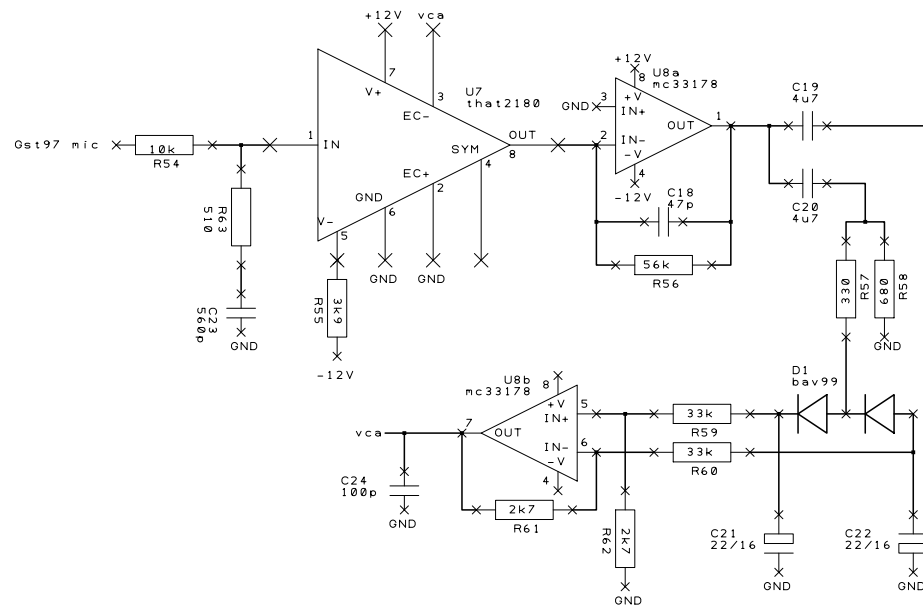 +12V
vca
+12V
U8a
mc33178
C19
4u7
7
V+
3
EC-
U7
that2180
8
+V
3
IN+
GND
OUT
1
Gst97 mic
10k
R54
1
IN
OUT
8
SYM
4
2
IN-
-V
4
-12V
EC+
2
GND
6
V-
5
R63
510
C18
47p
C20
4u7
GND
GND
56k
R56
330
R57
680
R58
C23
560p
GND
R55
3k9
-12V
GND
D1
bav99
U8b
mc33178
8
+V
5
IN+
33k
R59
vca
7
OUT
IN-
6
-V
4
33k
R60
C24
100p
GND
2k7
R61
R62
2k7
GND
C21
22/16
GND
C22
22/16
GND